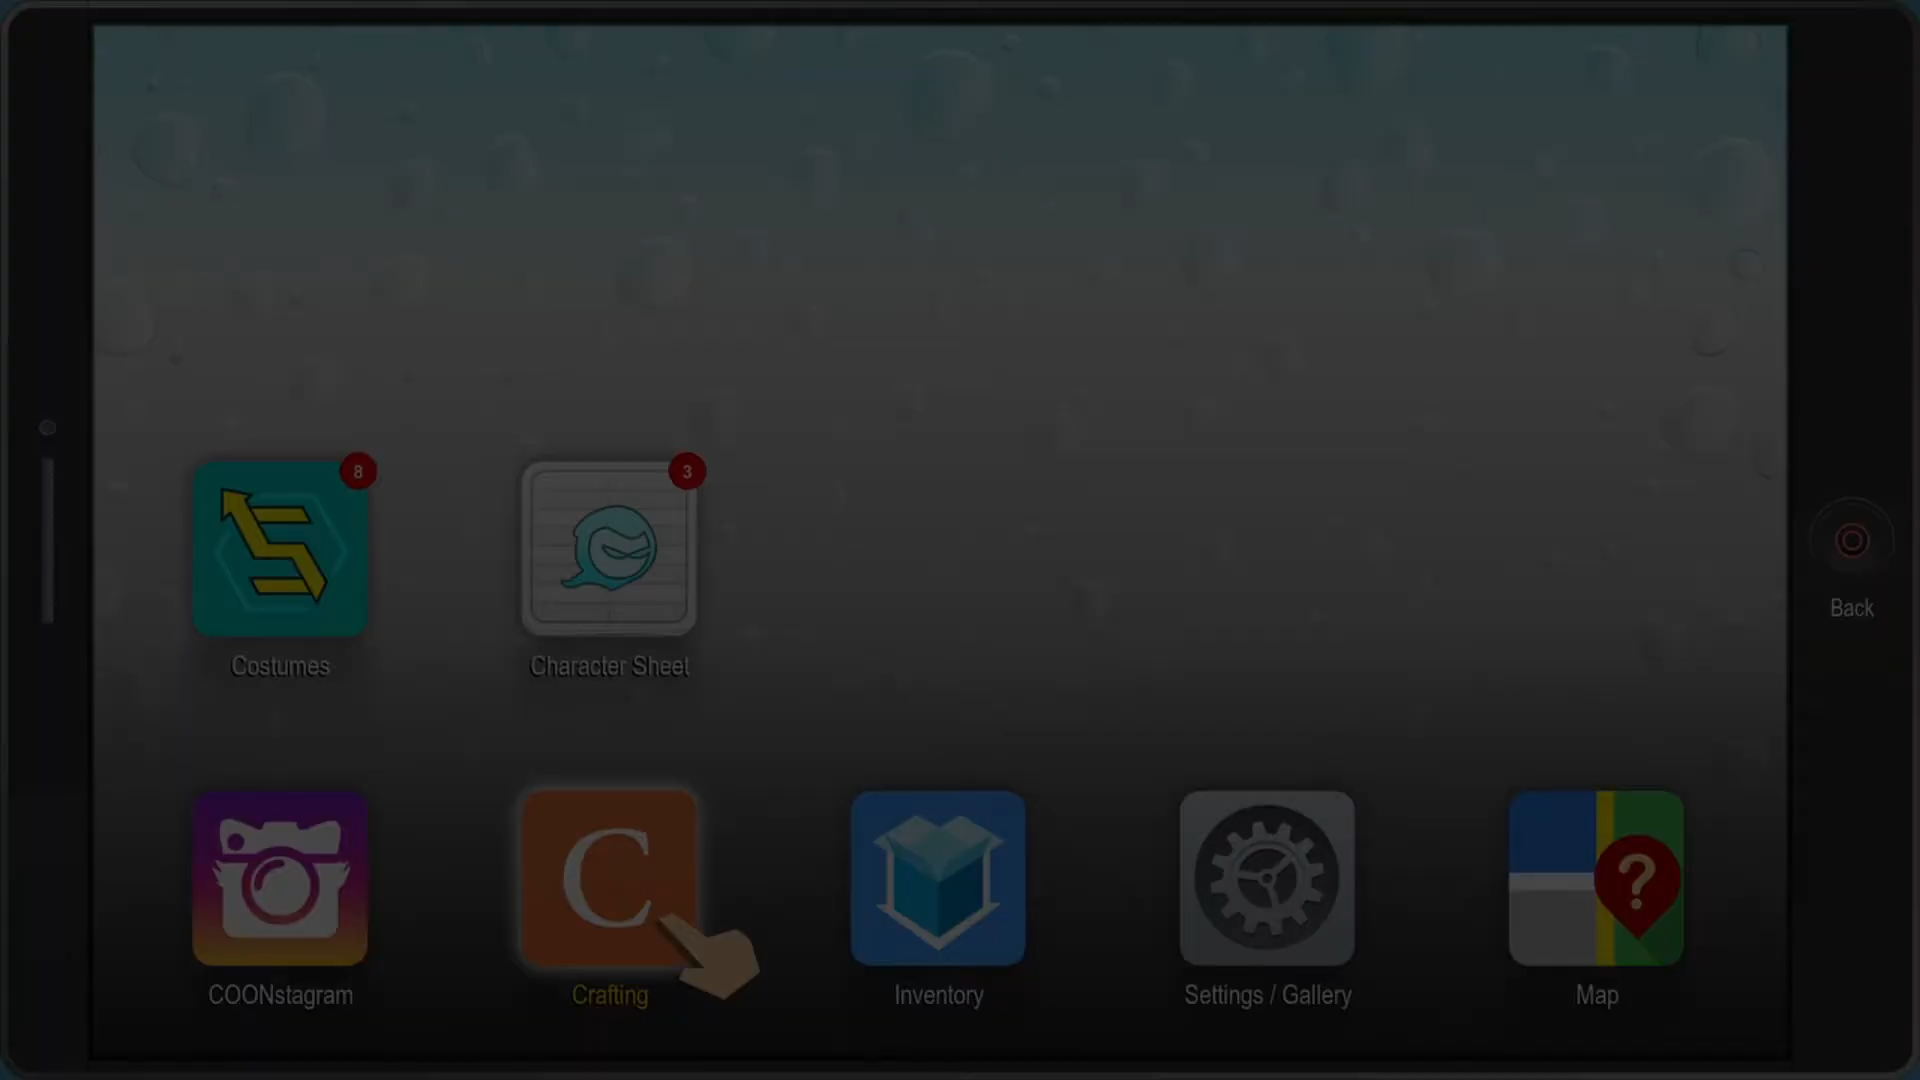 8
3
Costumes
Character Sheet
Back
C
?
COONstagram
Crafting
Inventory
Settings / Gallery
Map